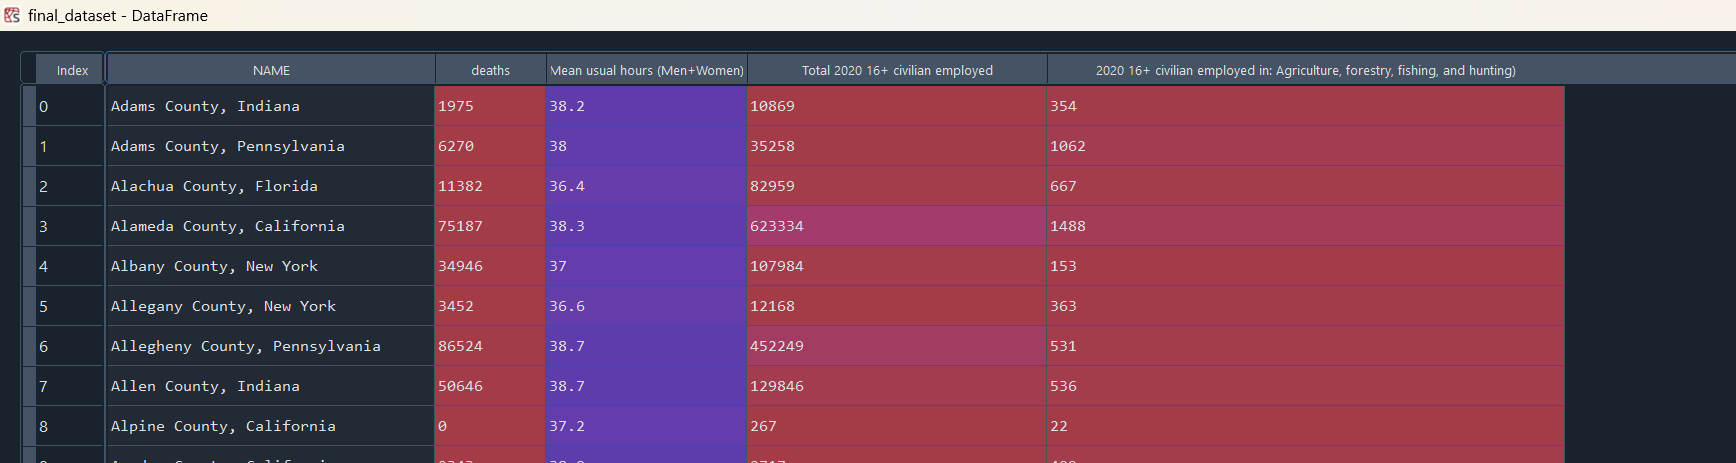 final_dataset - DataFrame
Index NAME deaths Mean usual hours (Men+Women) Total 2020 16+ civilian employed 2020 16+ civilian employed in: Agriculture, forestry, fishing, and hunting)
0 Adams County, Indiana 1975 38.2 10869 354
1 Adams County, Pennsylvania 6270 38 35258 1062
2 Alachua County, Florida 11382 36.4 82959 667
3 Alameda County, California 75187 38.3 623334 1488
4 Albany County, New York 34946 37 107984 153
5 Allegany County, New York 3452 36.6 12168 363
6 Allegheny County, Pennsylvania 86524 38.7 452249 531
7 Allen County, Indiana 50646 38.7 129846 536
8 Alpine County, California 0 37.2 267 22